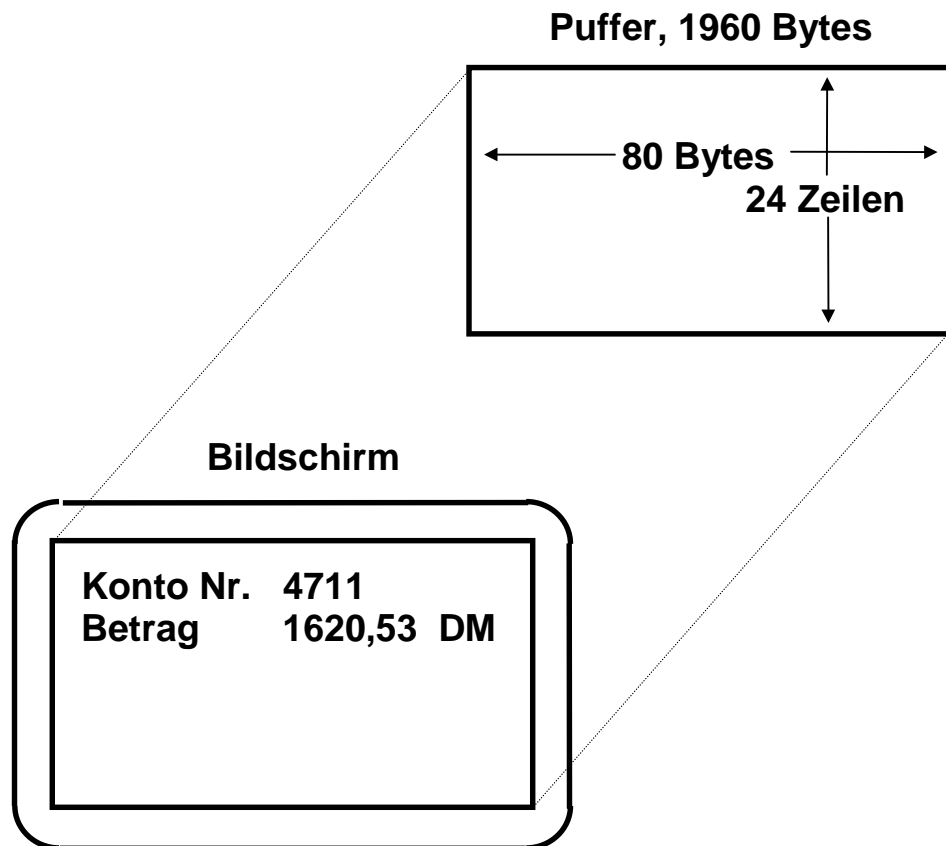 Puffer, 1960 Bytes
80 Bytes
24 Zeilen
Bildschirm
Konto Nr. 4711
Betrag 1620,53 DM